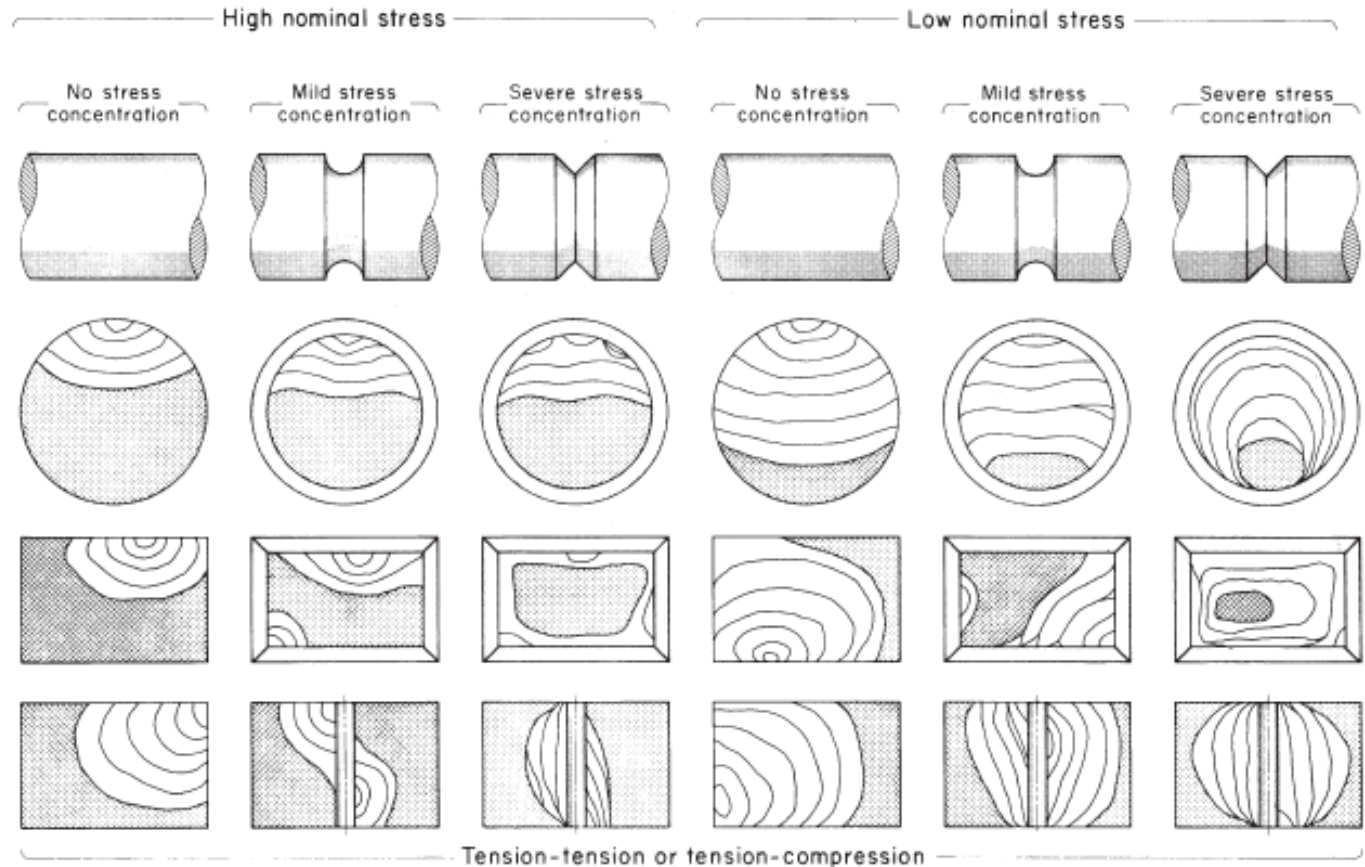 High nominal stress
Low nominal stress
No stress
concentration
Mild stress
concentration
Severe stress
concentration
No stress
concentration
Mild stress
concentration
Severe stress
concentration
Tension-tension or tension-compression